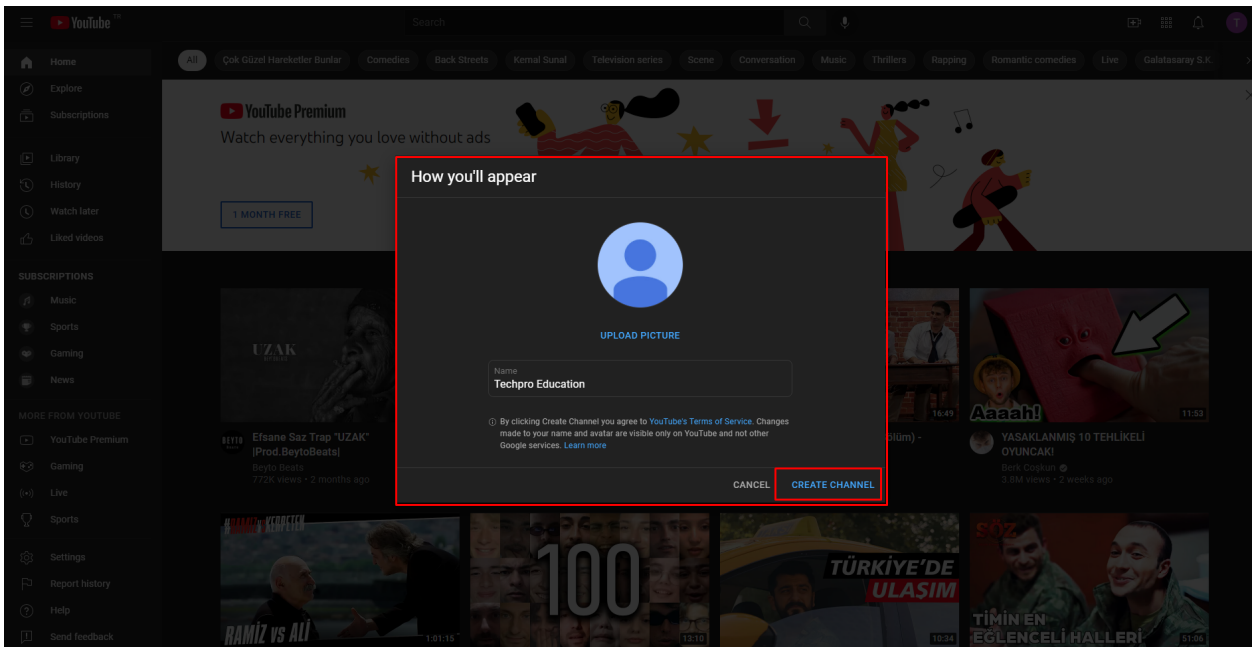 YouTube TR
Search
T
Home
Explore
Subscriptions
Library
History
Watch later
Liked videos
SUBSCRIPTIONS
Music
Sports
Gaming
News
MORE FROM YOUTUBE
YouTube Premium
Gaming
Live
Sports
Settings
Report history
Help
Send feedback
All
Çok Güzel Hareketler Bunlar
Comedies
Back Streets
Kemal Sunal
Television series
Scene
Conversation
Music
Thrillers
Rapping
Romantic comedies
Live
Galatasaray S.K
YouTube Premium
Watch everything you love without ads
1 MONTH FREE
How you'll appear
UPLOAD PICTURE
Name
Techpro Education
By clicking Create Channel you agree to YouTube's Terms of Service. Changes
made to your name and avatar are visible only on YouTube and not other
Google services. Learn more
CANCEL
CREATE CHANNEL
UZAK
BEYTO
Efsane Saz Trap "UZAK"
|Prod.BeytoBeats|
Beyto Beats
772K views • 2 months ago
16:49
ölüm) -
Aaaah!
11:53
YASAKLANMIŞ 10 TEHLİKELİ
OYUNCAK!
Berk Coşkun
3.8M views • 2 weeks ago
RAMİZ vs ALİ
1:01:15
100
13:10
TÜRKİYE'DE
ULAŞIM
10:34
SÖZ
TİMİN EN
EĞLENCELİ HALLERİ
51:06